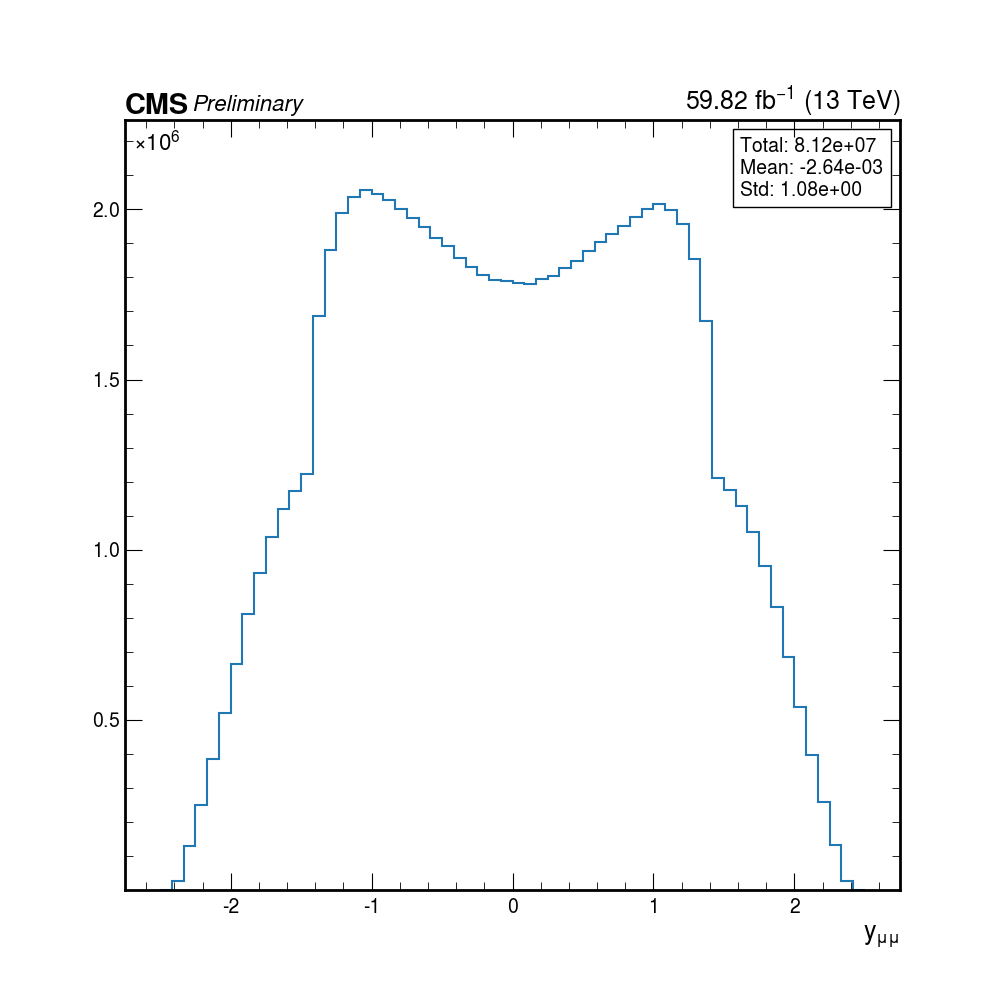 CMS Preliminary
59.82 fb⁻¹ (13 TeV)
×10⁶
Total: 8.12e+07
Mean: -2.64e-03
Std: 1.08e+00
2.0
1.5
1.0
0.5
-2 -1 0 1 2
y_μμ